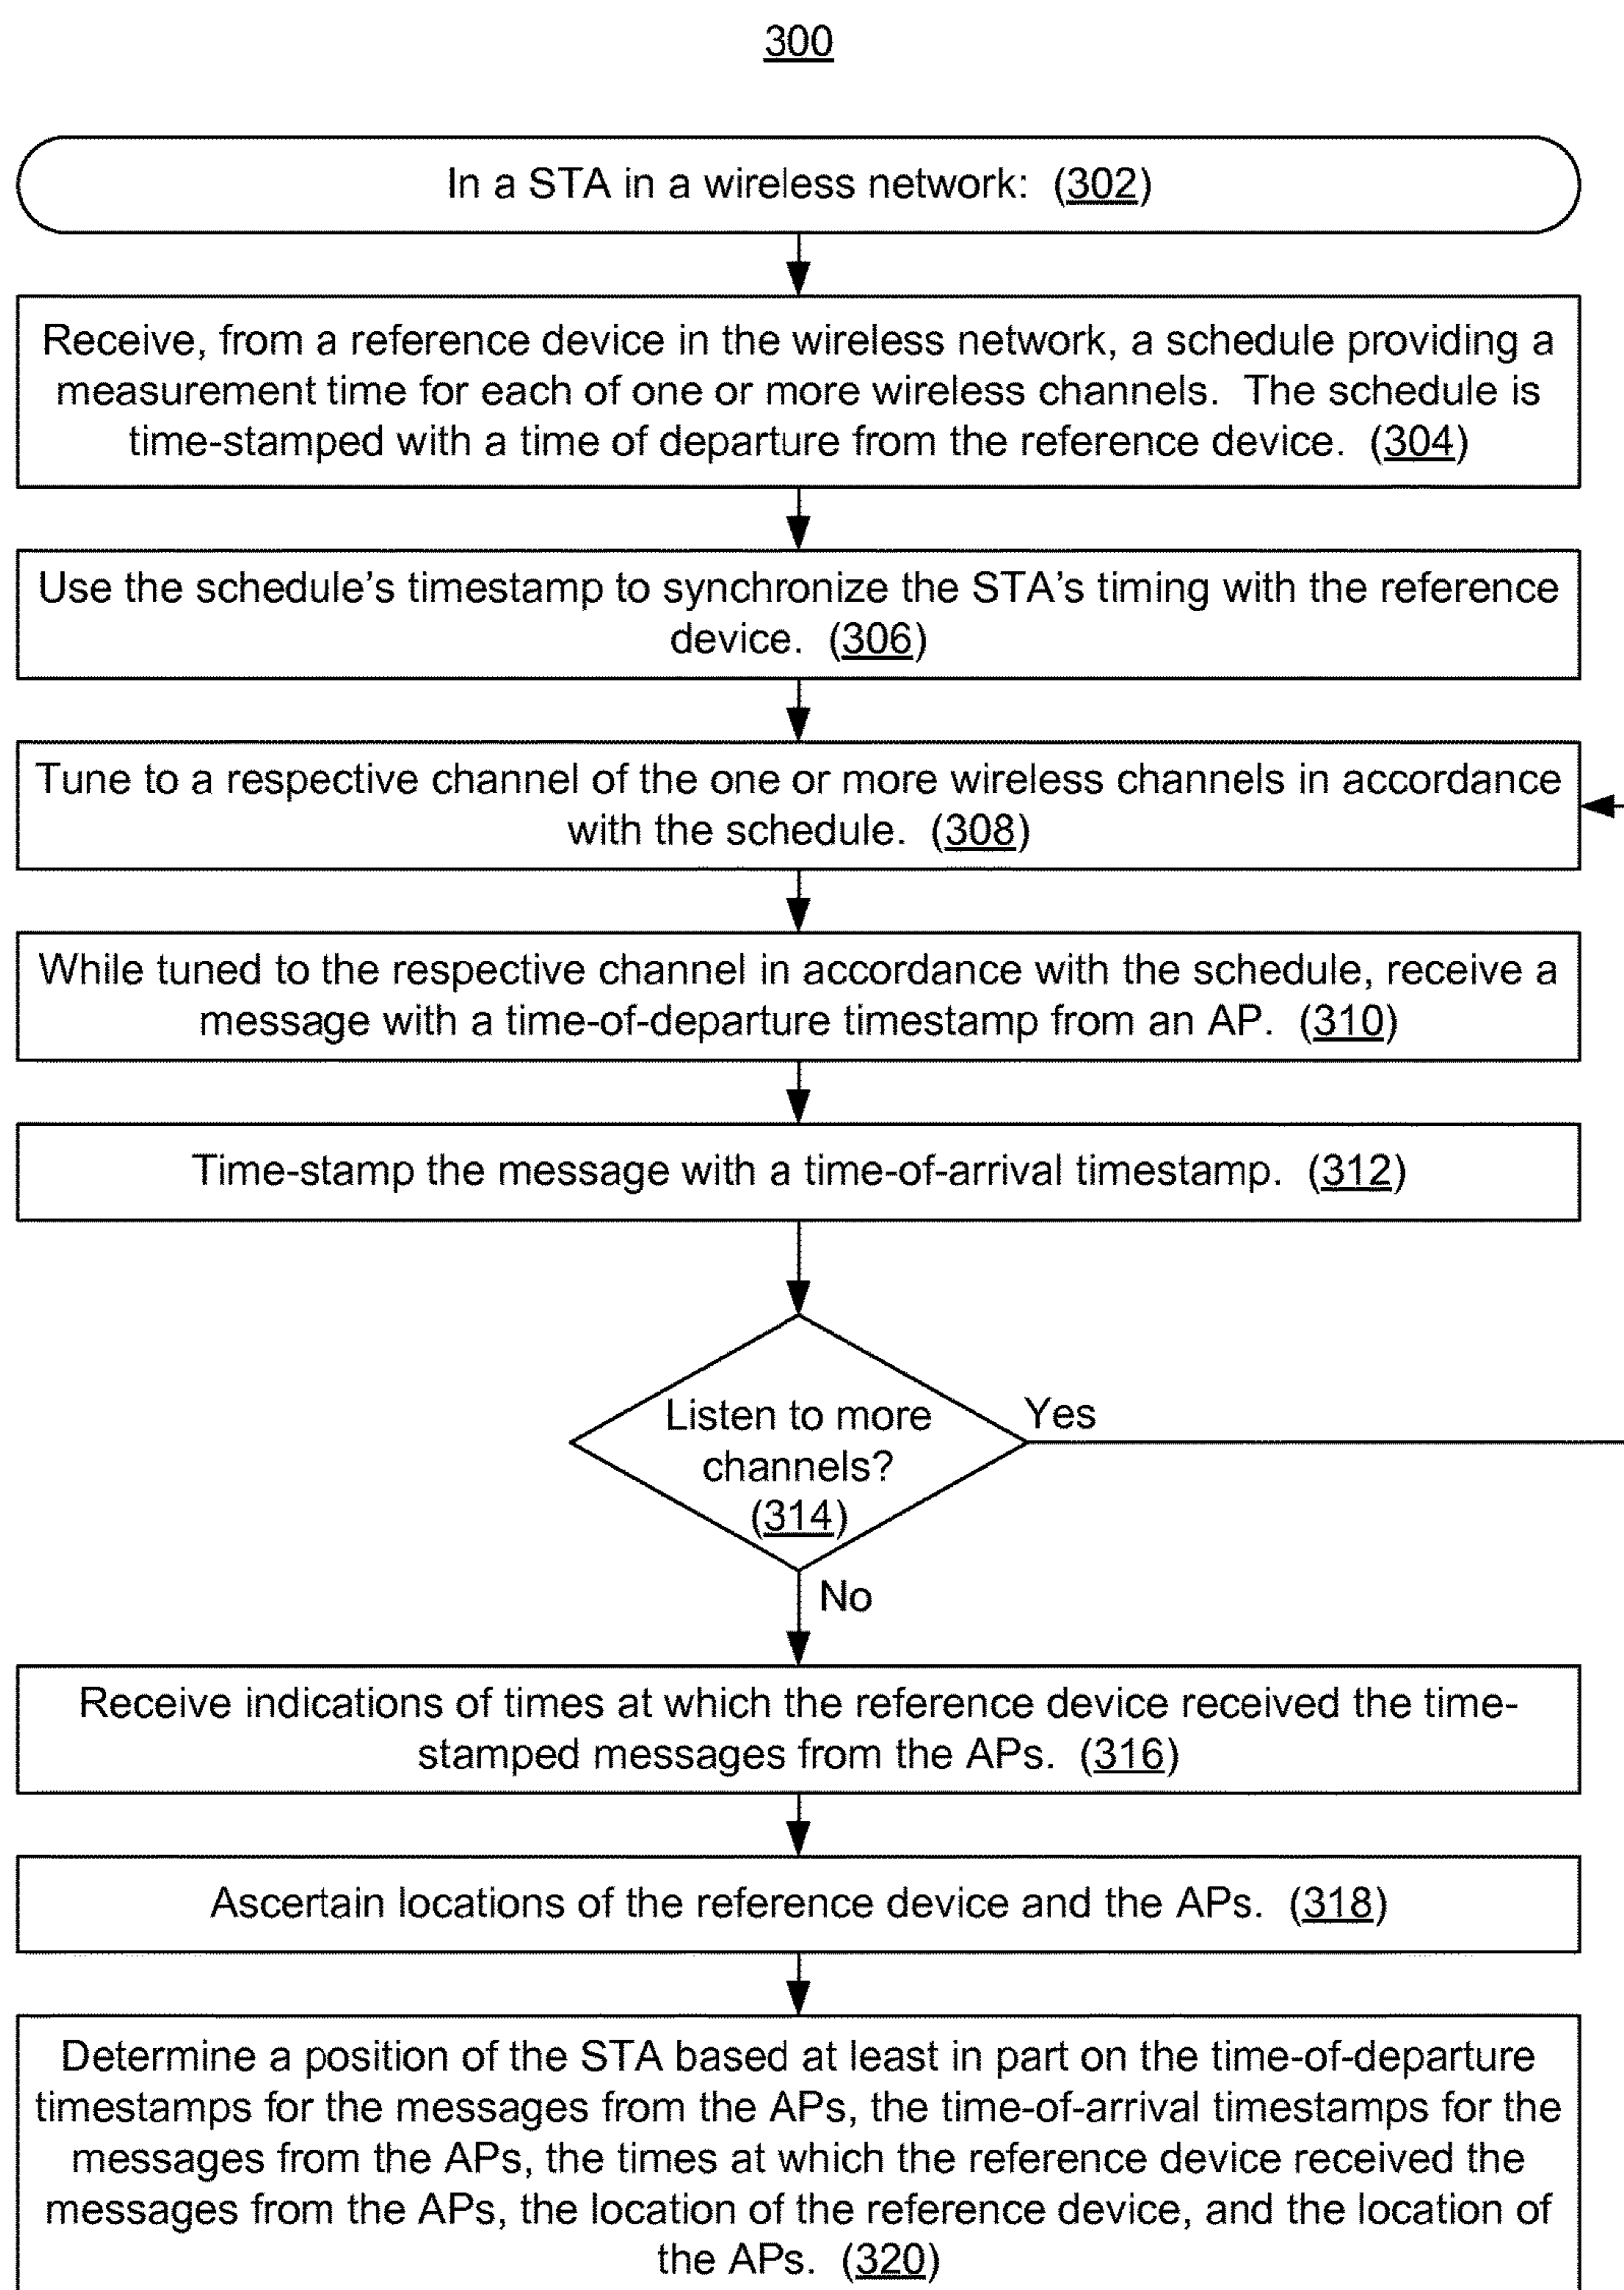 300
In a STA in a wireless network: (302)
Receive, from a reference device in the wireless network, a schedule providing a
measurement time for each of one or more wireless channels. The schedule is
time-stamped with a time of departure from the reference device. (304)
Use the schedule's timestamp to synchronize the STA's timing with the reference
device. (306)
Tune to a respective channel of the one or more wireless channels in accordance
with the schedule. (308)
While tuned to the respective channel in accordance with the schedule, receive a
message with a time-of-departure timestamp from an AP. (310)
Time-stamp the message with a time-of-arrival timestamp. (312)
Listen to more
channels?
(314)
Yes
No
Receive indications of times at which the reference device received the time-
stamped messages from the APs. (316)
Ascertain locations of the reference device and the APs. (318)
Determine a position of the STA based at least in part on the time-of-departure
timestamps for the messages from the APs, the time-of-arrival timestamps for the
messages from the APs, the times at which the reference device received the
messages from the APs, the location of the reference device, and the location of
the APs. (320)